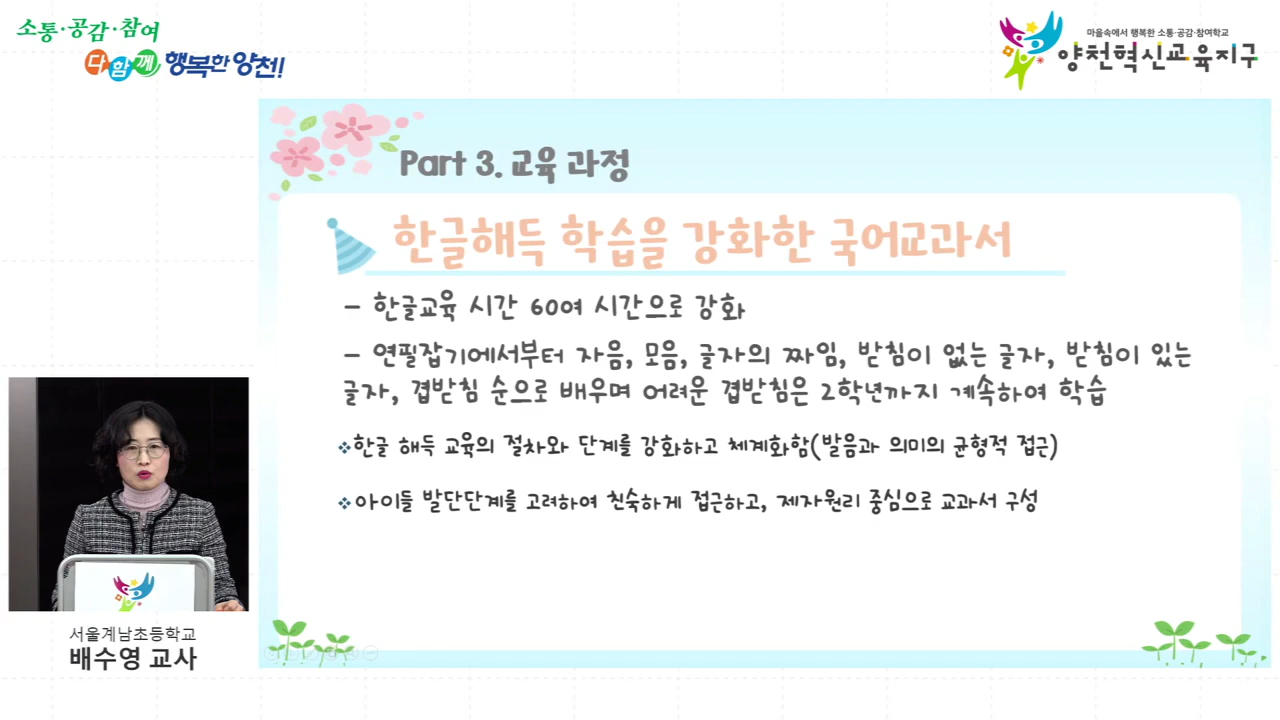 소통·공감·참여
다함께 행복한 양천!
마을속에서 행복한 소통·공감·참여학교
양천혁신교육지구
Part 3. 교육 과정
한글해득 학습을 강화한 국어교과서
- 한글교육 시간 60여 시간으로 강화
- 연필잡기에서부터 자음, 모음, 글자의 짜임, 받침이 없는 글자, 받침이 있는
글자, 겹받침 순으로 배우며 어려운 겹받침은 2학년까지 계속하여 학습
❖한글 해득 교육의 절차와 단계를 강화하고 체계화함(발음과 의미의 균형적 접근)
❖아이들 발단단계를 고려하여 친숙하게 접근하고, 제자원리 중심으로 교과서 구성
서울계남초등학교
배수영 교사